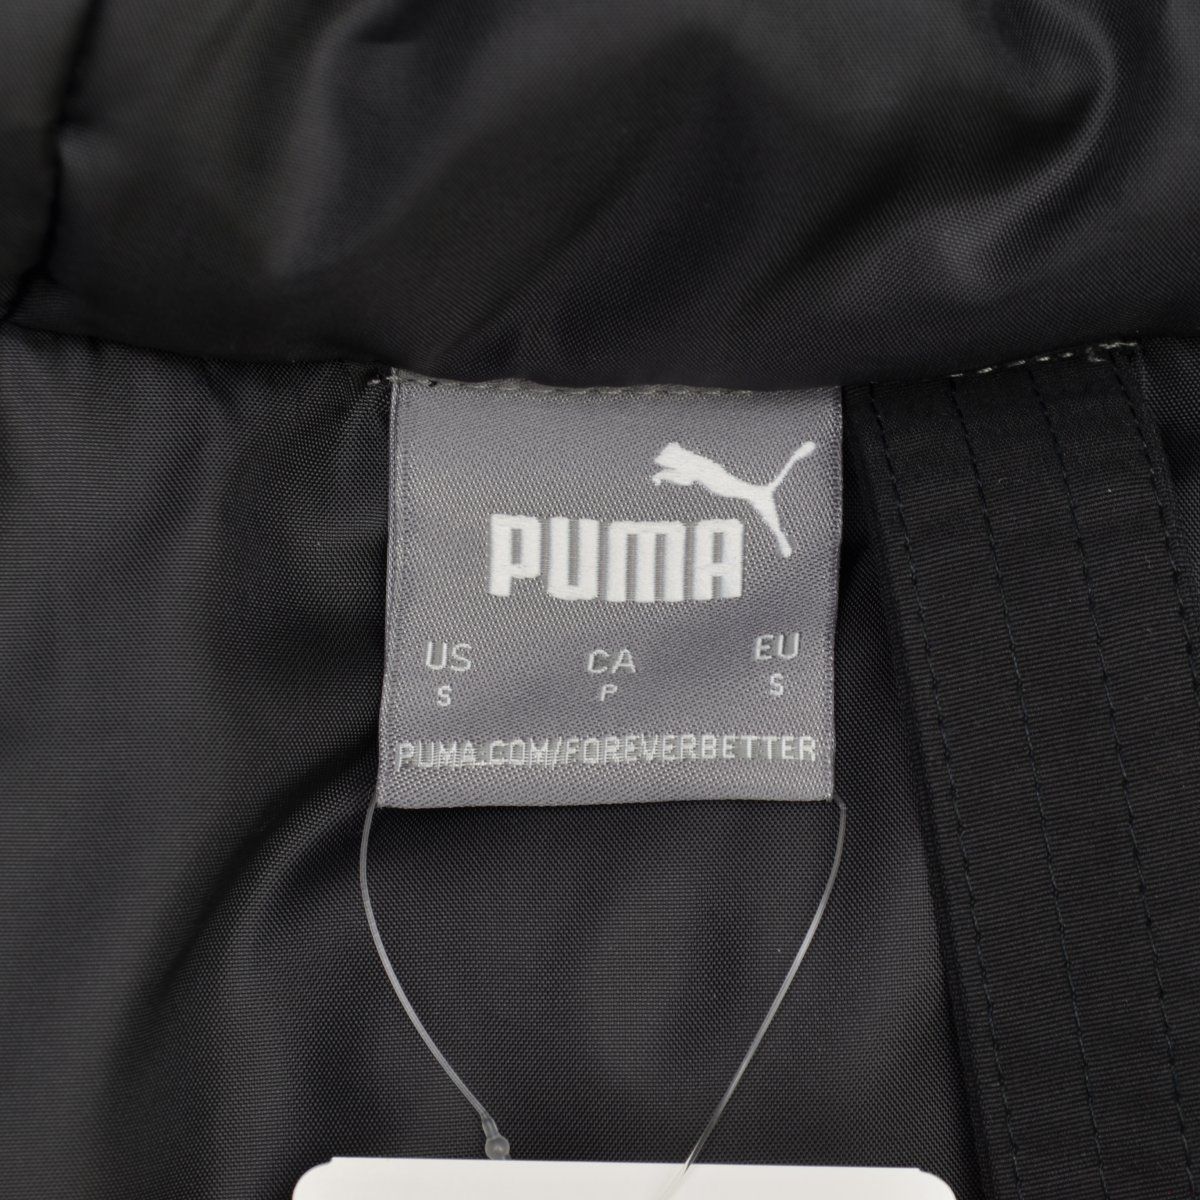 PUMA
US CA EU
S P S
PUMA.COM/FOREVERBETTER